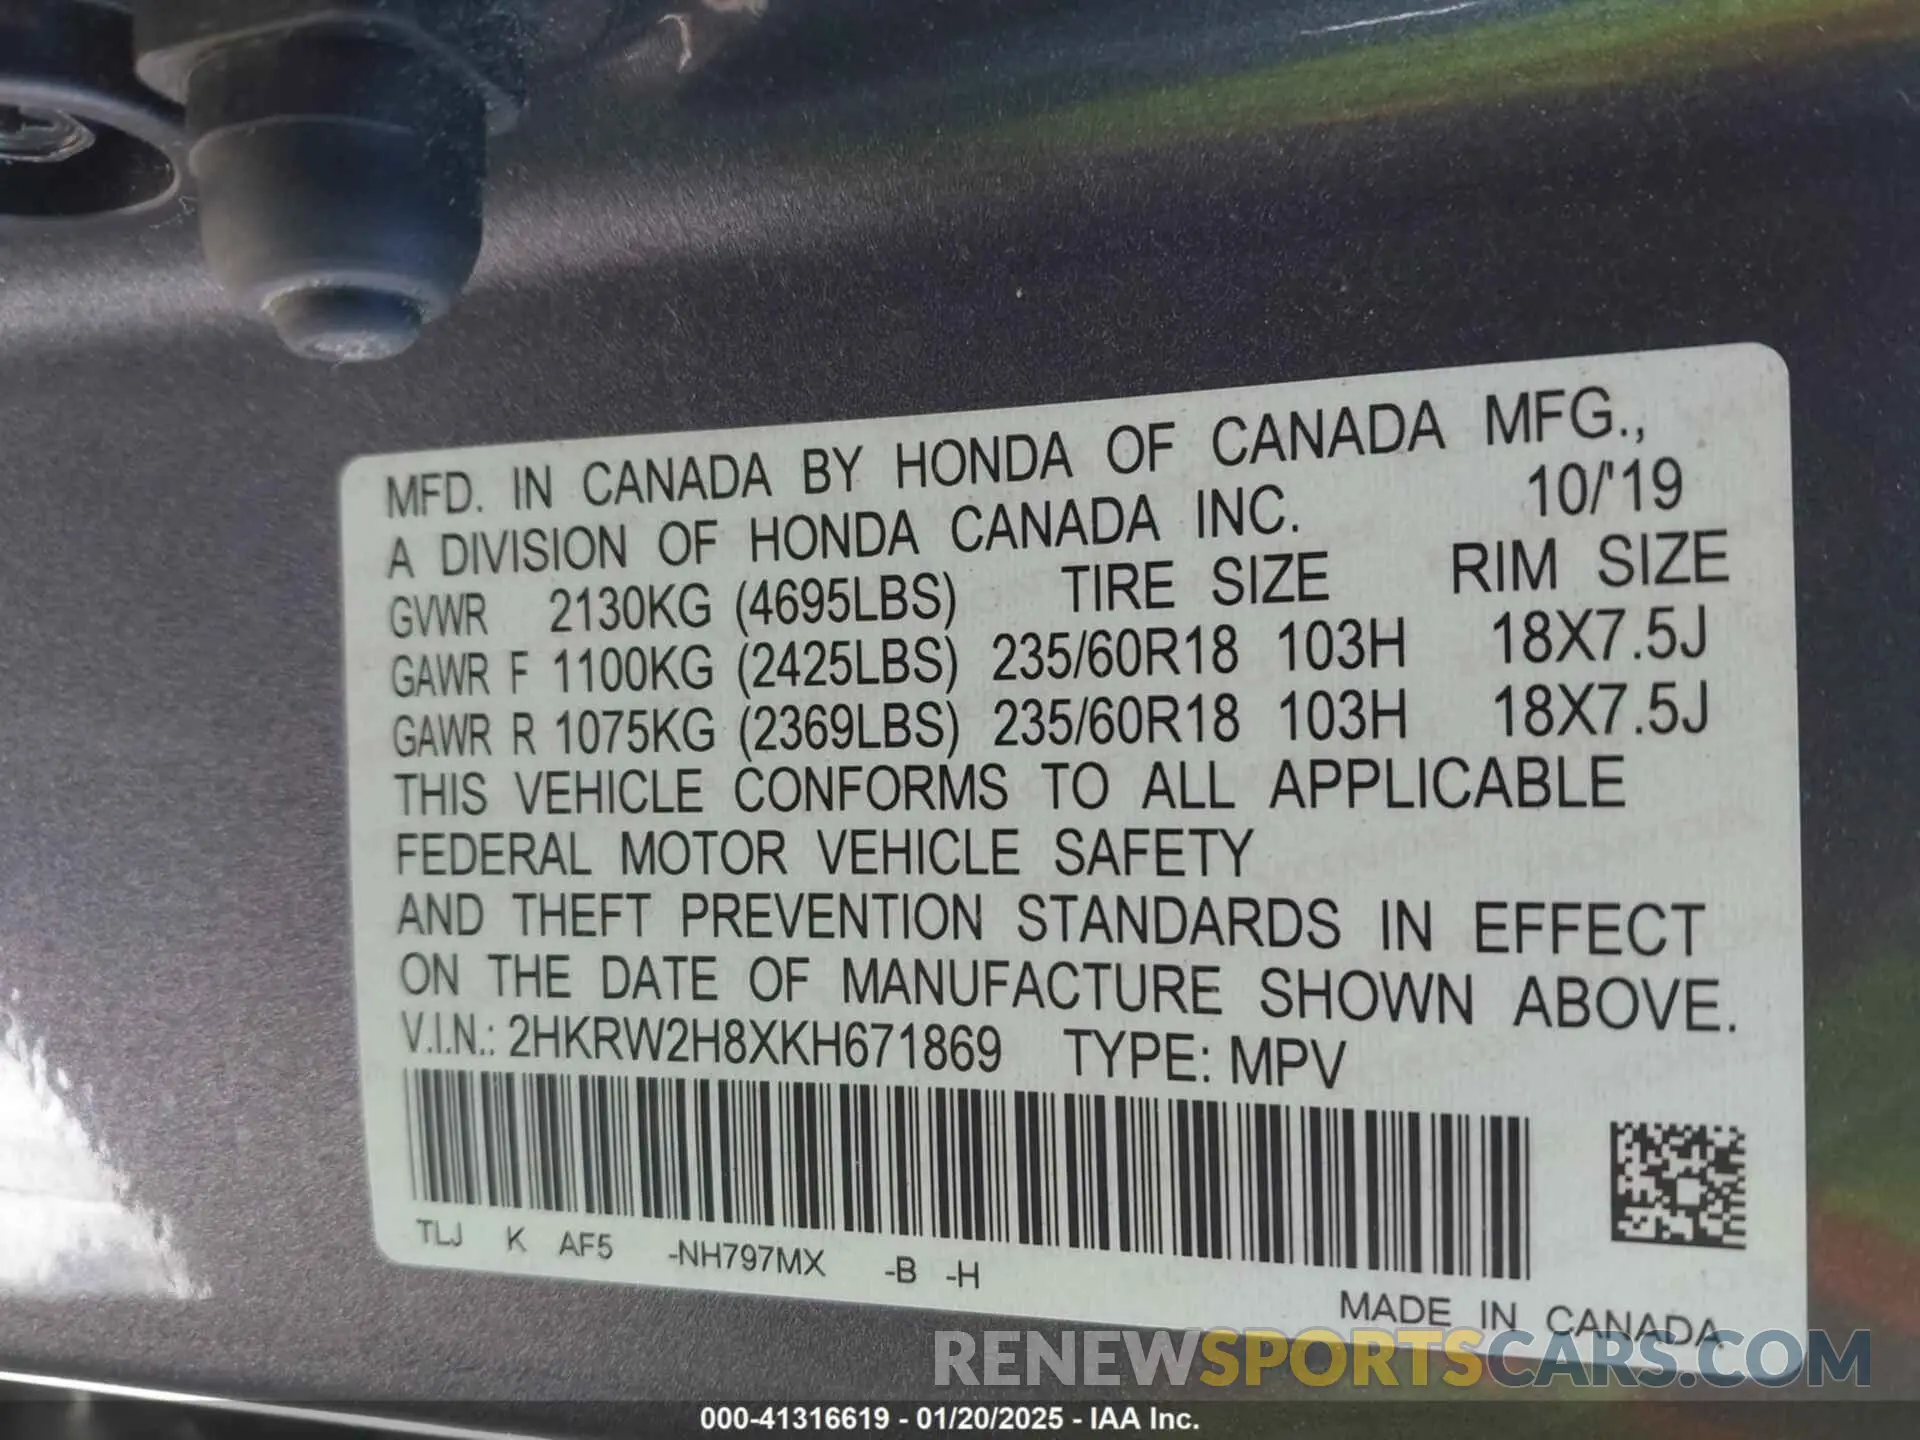 MFD. IN CANADA BY HONDA OF CANADA MFG.,
A DIVISION OF HONDA CANADA INC. 10/'19
GVWR 2130KG (4695LBS) TIRE SIZE RIM SIZE
GAWR F 1100KG (2425LBS) 235/60R18 103H 18X7.5J
GAWR R 1075KG (2369LBS) 235/60R18 103H 18X7.5J
THIS VEHICLE CONFORMS TO ALL APPLICABLE
FEDERAL MOTOR VEHICLE SAFETY
AND THEFT PREVENTION STANDARDS IN EFFECT
ON THE DATE OF MANUFACTURE SHOWN ABOVE.
V.I.N.: 2HKRW2H8XKH671869 TYPE: MPV
TLJ K AF5 -NH797MX -B -H
MADE IN CANADA
RENEWSPORTSCARS.COM
000-41316619 - 01/20/2025 - IAA Inc.